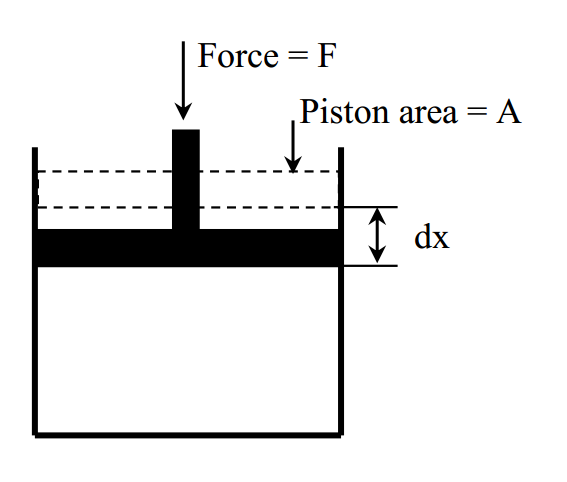 Force = F
Piston area = A
dx